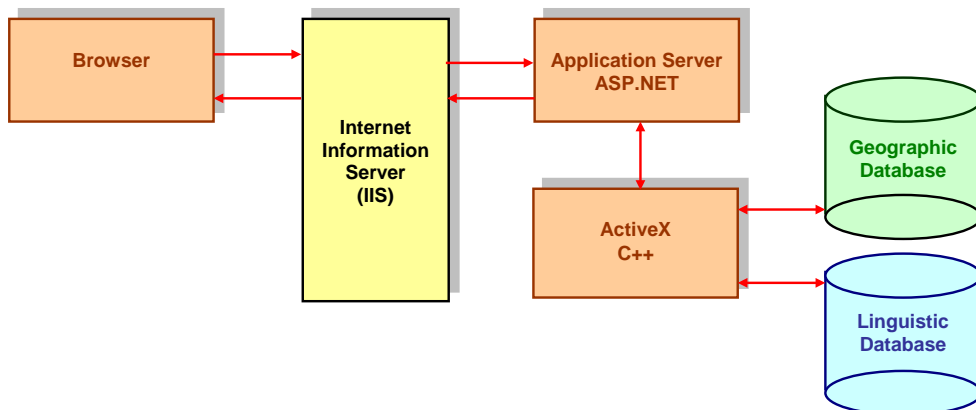 Browser
Internet
Information
Server
(IIS)
Application Server
ASP.NET
ActiveX
C++
Geographic
Database
Linguistic
Database